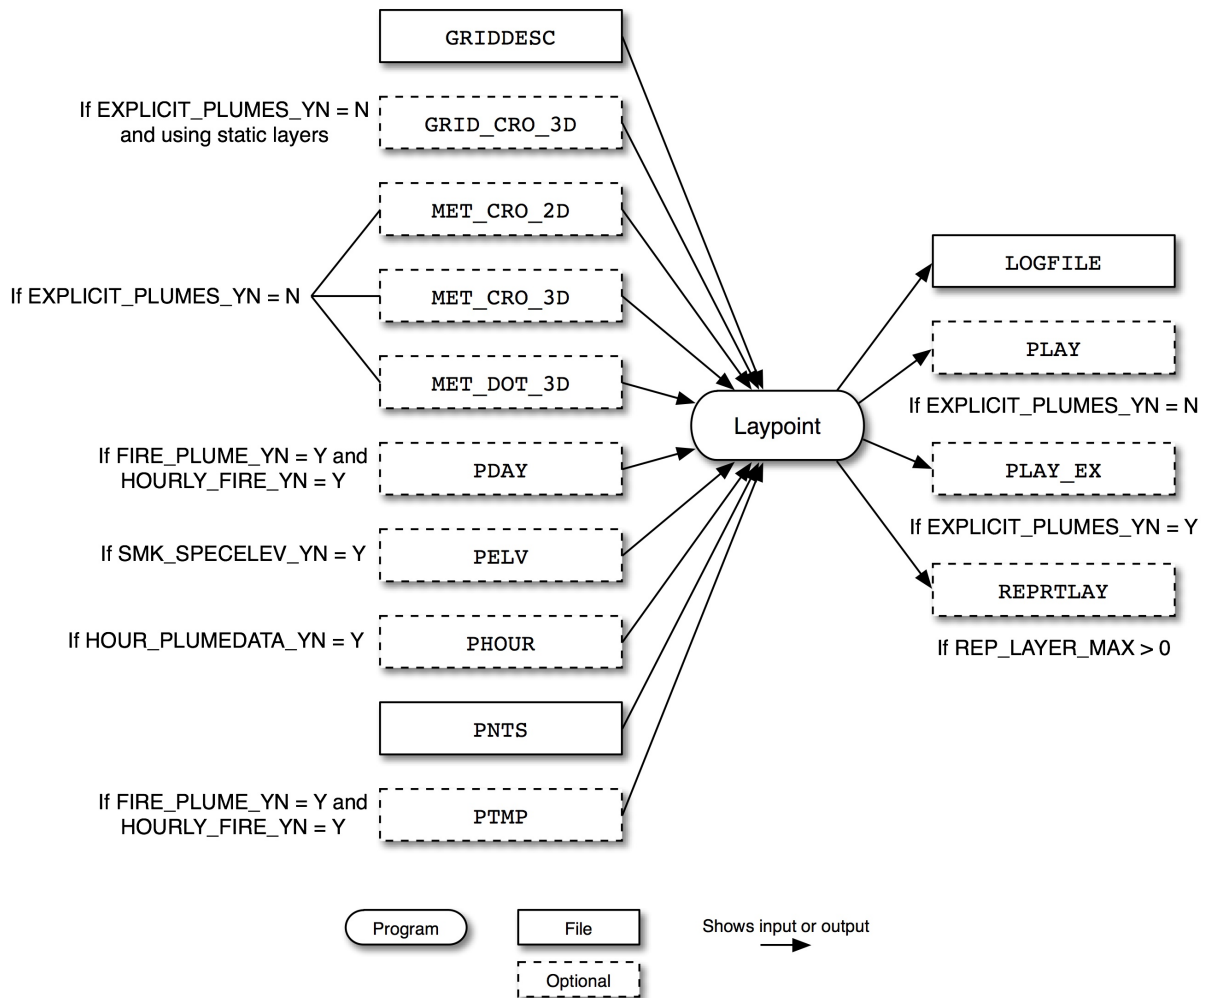 GRIDDESC
If EXPLICIT_PLUMES_YN = N
and using static layers
GRID_CRO_3D
MET_CRO_2D
If EXPLICIT_PLUMES_YN = N
MET_CRO_3D
MET_DOT_3D
If FIRE_PLUME_YN = Y and
HOURLY_FIRE_YN = Y
PDAY
If SMK_SPECELEV_YN = Y
PELV
If HOUR_PLUMEDATA_YN = Y
PHOUR
PNTS
If FIRE_PLUME_YN = Y and
HOURLY_FIRE_YN = Y
PTMP
Laypoint
LOGFILE
PLAY
If EXPLICIT_PLUMES_YN = N
PLAY_EX
If EXPLICIT_PLUMES_YN = Y
REPRTLAY
If REP_LAYER_MAX > 0
Program
File
Optional
Shows input or output